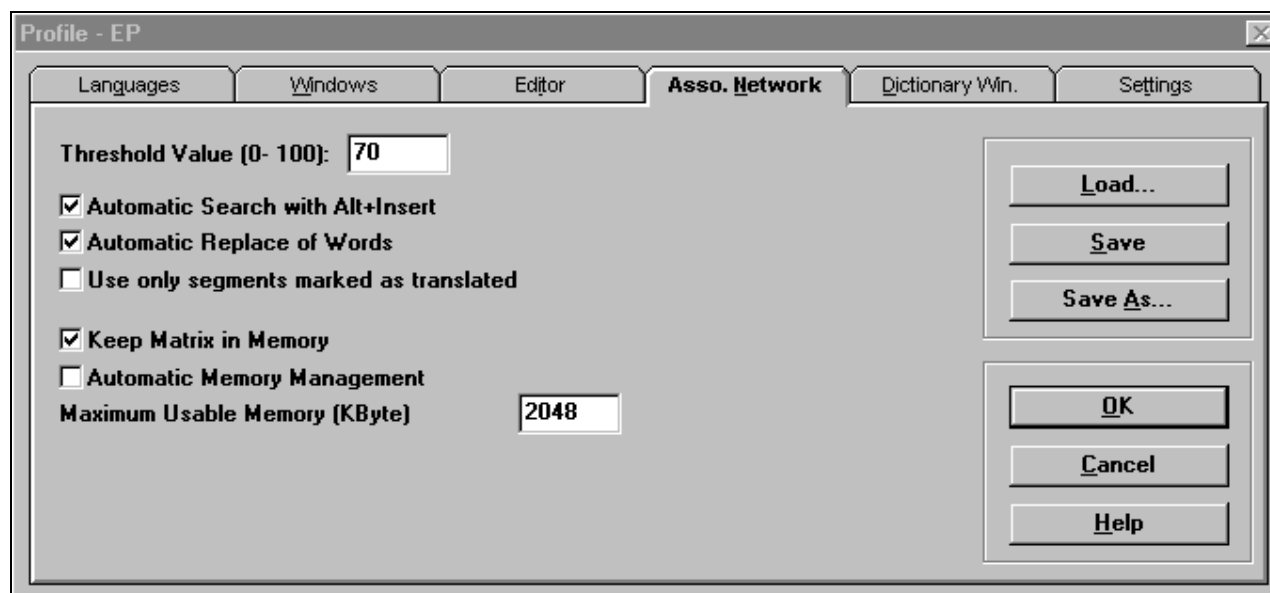 Profile - EP
Languages Windows Editor Asso. Network Dictionary Win. Settings
Threshold Value (0- 100): 70
Automatic Search with Alt+Insert
Automatic Replace of Words
Use only segments marked as translated
Keep Matrix in Memory
Automatic Memory Management
Maximum Usable Memory (KByte) 2048
Load...
Save
Save As...
OK
Cancel
Help